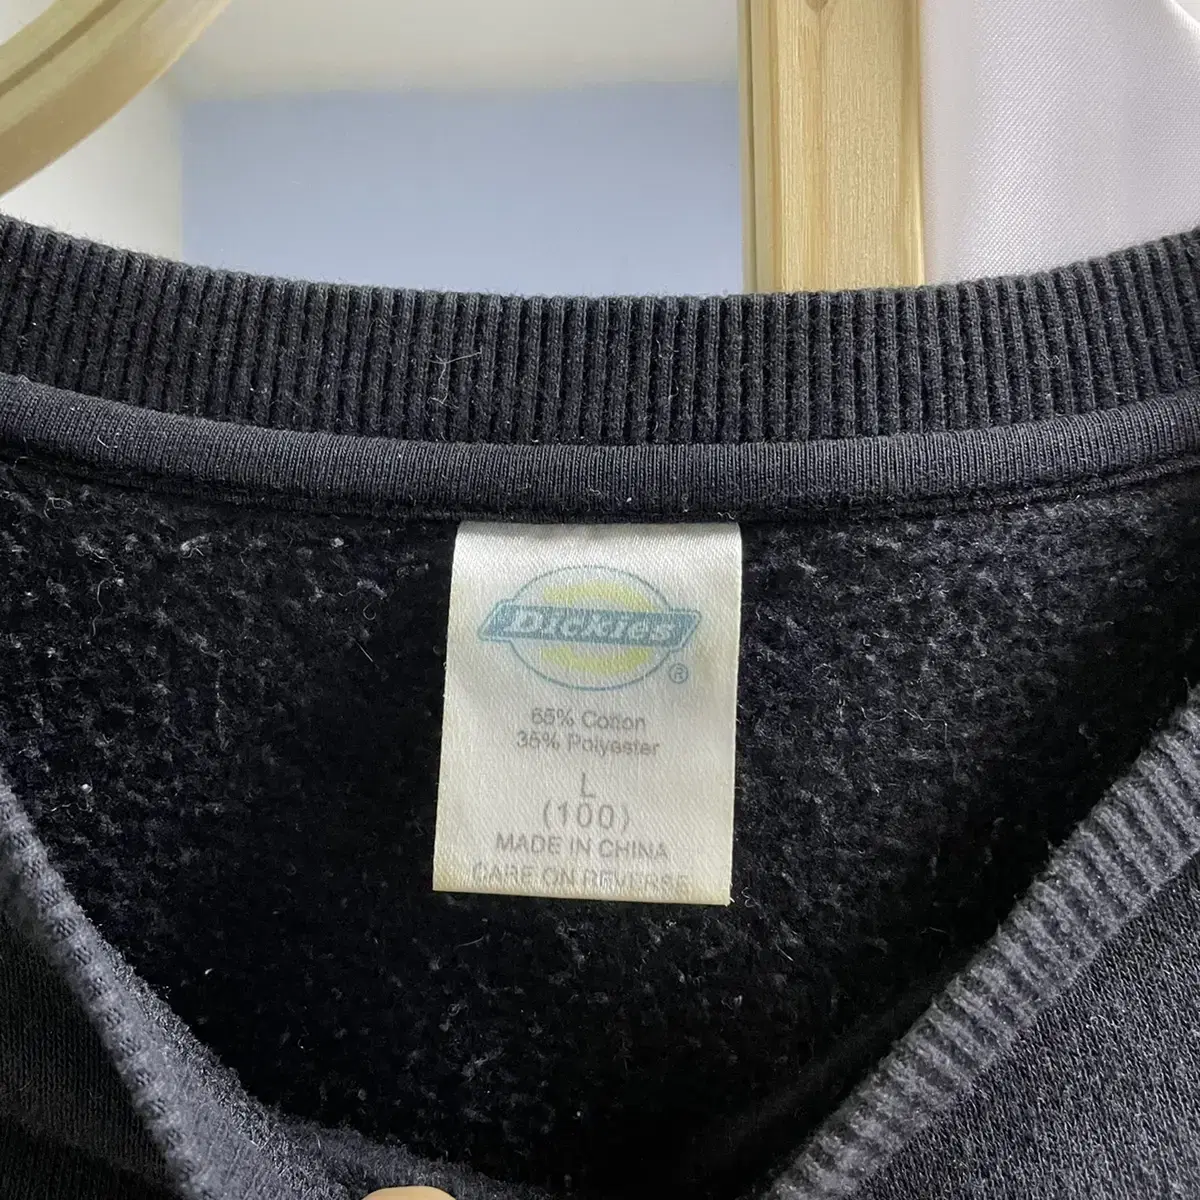 Dickies
®
65% Cotton
35% Polyester
L
(100)
MADE IN CHINA
CARE ON REVERSE